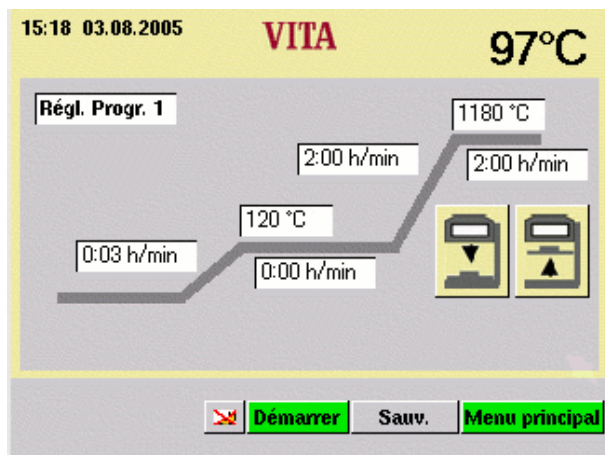 15:18 03.08.2005 VITA 97°C
Régl. Progr. 1
1180 °C
2:00 h/min
2:00 h/min
120 °C
0:03 h/min
0:00 h/min
Démarrer Sauv. Menu principal